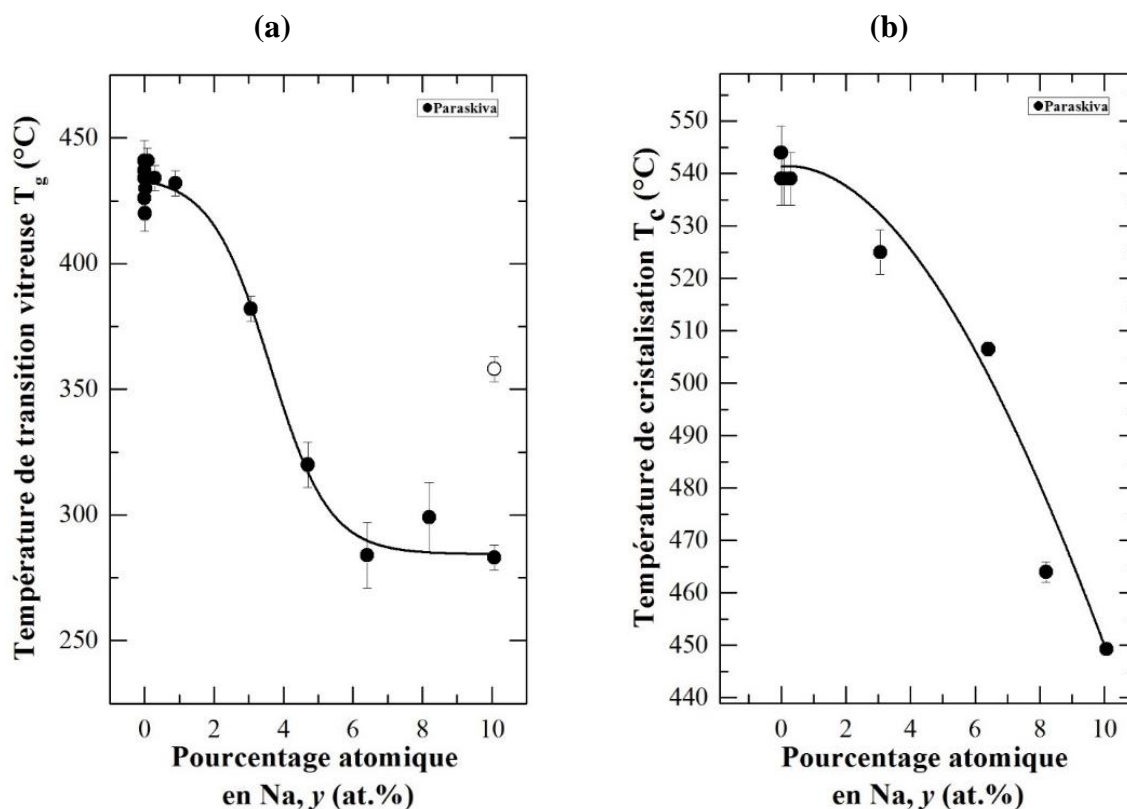 (a)
Paraskiva
Température de transition vitreuse Tg (°C)
450
400
350
300
250
0 2 4 6 8 10
Pourcentage atomique
en Na, y (at.%)
(b)
Paraskiva
Température de cristalisation Tc (°C)
550
540
530
520
510
500
490
480
470
460
450
440
0 2 4 6 8 10
Pourcentage atomique
en Na, y (at.%)